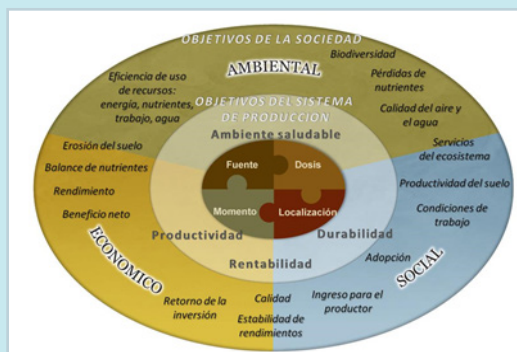 OBJETIVOS DE LA SOCIEDAD
AMBIENTAL
Biodiversidad
Eficiencia de uso
de recursos:
energía, nutrientes,
trabajo, agua
Pérdidas de
nutrientes
Calidad del aire y
el agua
OBJETIVOS DEL SISTEMA
DE PRODUCCIÓN
Ambiente saludable
Erosión del suelo
Balance de nutrientes
Rendimiento
Beneficio neto
Servicios
del ecosistema
Productividad del suelo
Condiciones de
trabajo
Fuente
Dosis
Momento
Localización
Productividad
Durabilidad
Rentabilidad
ECONOMICO
SOCIAL
Adopción
Retorno de la
inversión
Calidad
Estabilidad de
rendimientos
Ingreso para el
productor